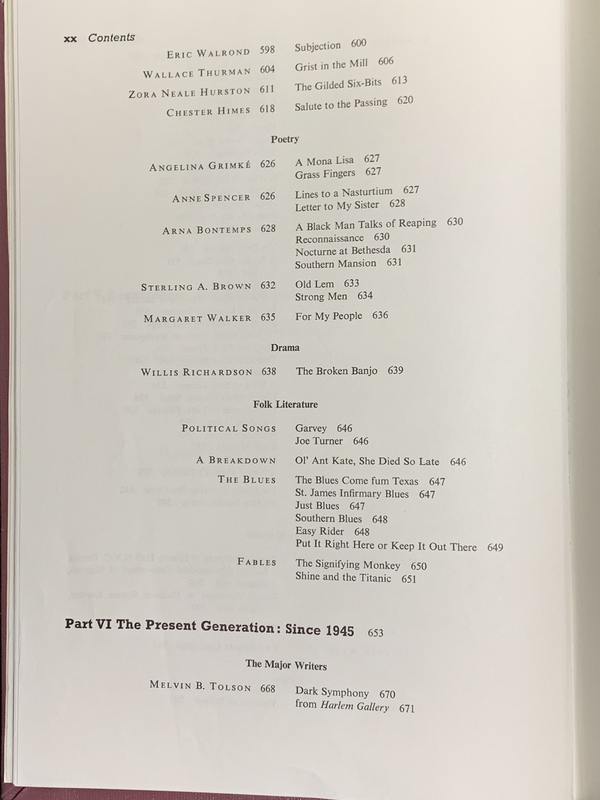 xx Contents
ERIC WALROND 598 Subjection 600
WALLACE THURMAN 604 Grist in the Mill 606
ZORA NEALE HURSTON 611 The Gilded Six-Bits 613
CHESTER HIMES 618 Salute to the Passing 620
Poetry
ANGELINA GRIMKÉ 626 A Mona Lisa 627
Grass Fingers 627
ANNE SPENCER 626 Lines to a Nasturtium 627
Letter to My Sister 628
ARNA BONTEMPS 628 A Black Man Talks of Reaping 630
Reconnaissance 630
Nocturne at Bethesda 631
Southern Mansion 631
STERLING A. BROWN 632 Old Lem 633
Strong Men 634
MARGARET WALKER 635 For My People 636
Drama
WILLIS RICHARDSON 638 The Broken Banjo 639
Folk Literature
POLITICAL SONGS Garvey 646
Joe Turner 646
A BREAKDOWN Ol' Ant Kate, She Died So Late 646
THE BLUES The Blues Come fum Texas 647
St. James Infirmary Blues 647
Just Blues 647
Southern Blues 648
Easy Rider 648
Put It Right Here or Keep It Out There 649
FABLES The Signifying Monkey 650
Shine and the Titanic 651
Part VI The Present Generation: Since 1945 653
The Major Writers
MELVIN B. TOLSON 668 Dark Symphony 670
from Harlem Gallery 671